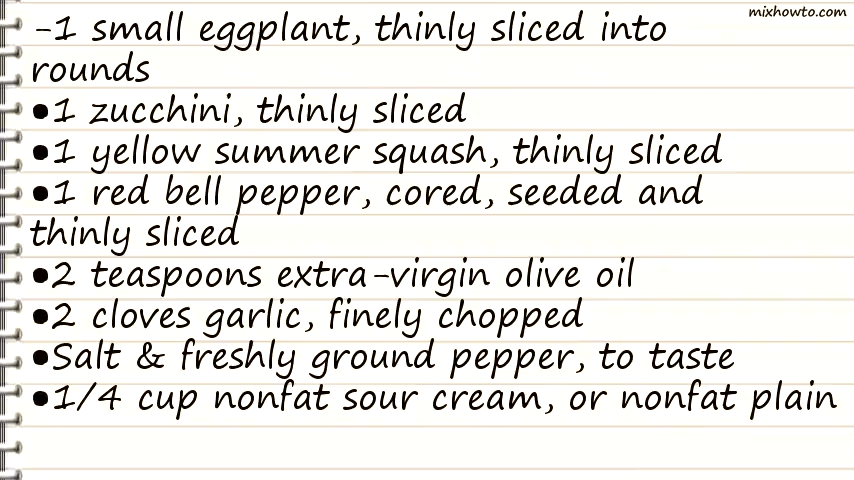 mixhowto.com
-1 small eggplant, thinly sliced into
rounds
●1 zucchini, thinly sliced
●1 yellow summer squash, thinly sliced
●1 red bell pepper, cored, seeded and
thinly sliced
●2 teaspoons extra-virgin olive oil
●2 cloves garlic, finely chopped
●Salt & freshly ground pepper, to taste
●1/4 cup nonfat sour cream, or nonfat plain